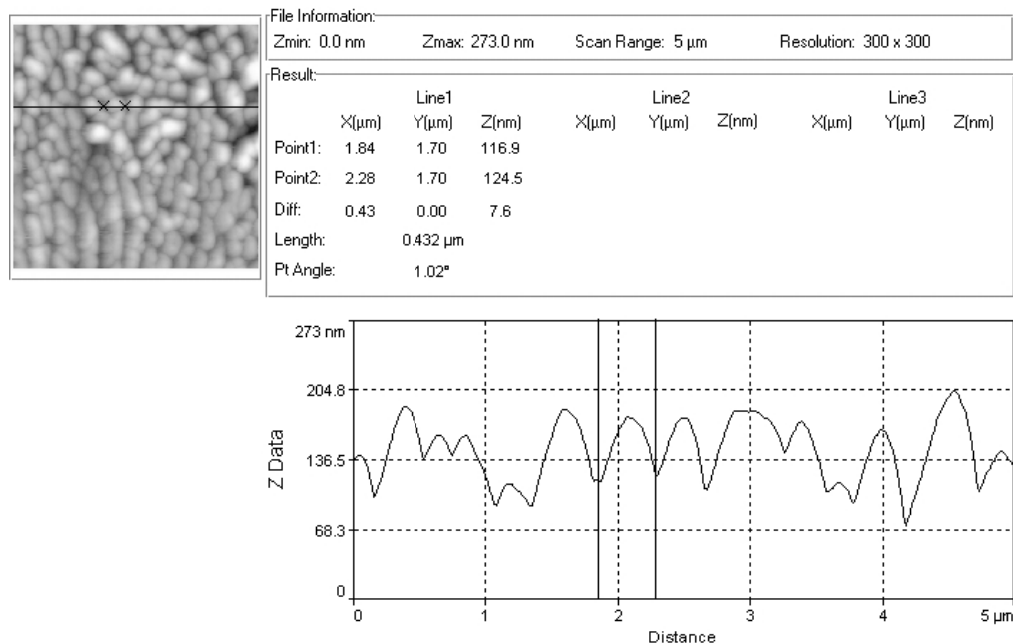 File Information:
Zmin: 0.0 nm Zmax: 273.0 nm Scan Range: 5 µm Resolution: 300 x 300
Result:
Line1 Line2 Line3
X(µm) Y(µm) Z(nm) X(µm) Y(µm) Z(nm) X(µm) Y(µm) Z(nm)
Point1: 1.84 1.70 116.9
Point2: 2.28 1.70 124.5
Diff: 0.43 0.00 7.6
Length: 0.432 µm
Pt Angle: 1.02°
273 nm
204.8
136.5
68.3
0
Z Data
0 1 2 3 4 5 µm
Distance